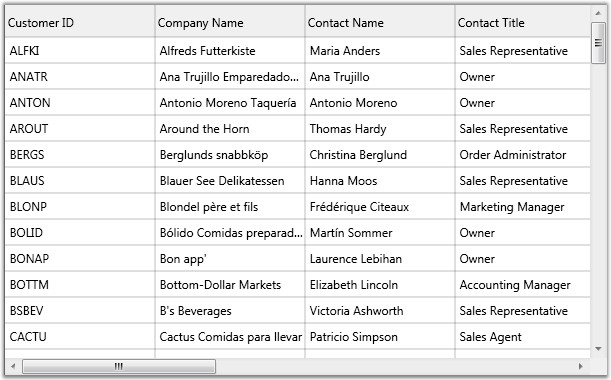 Customer ID Company Name Contact Name Contact Title
ALFKI Alfreds Futterkiste Maria Anders Sales Representative
ANATR Ana Trujillo Emparedado... Ana Trujillo Owner
ANTON Antonio Moreno Taquería Antonio Moreno Owner
AROUT Around the Horn Thomas Hardy Sales Representative
BERGS Berglunds snabbköp Christina Berglund Order Administrator
BLAUS Blauer See Delikatessen Hanna Moos Sales Representative
BLONP Blondel père et fils Frédérique Citeaux Marketing Manager
BOLID Bólido Comidas preparad... Martín Sommer Owner
BONAP Bon app' Laurence Lebihan Owner
BOTTM Bottom-Dollar Markets Elizabeth Lincoln Accounting Manager
BSBEV B's Beverages Victoria Ashworth Sales Representative
CACTU Cactus Comidas para llevar Patricio Simpson Sales Agent